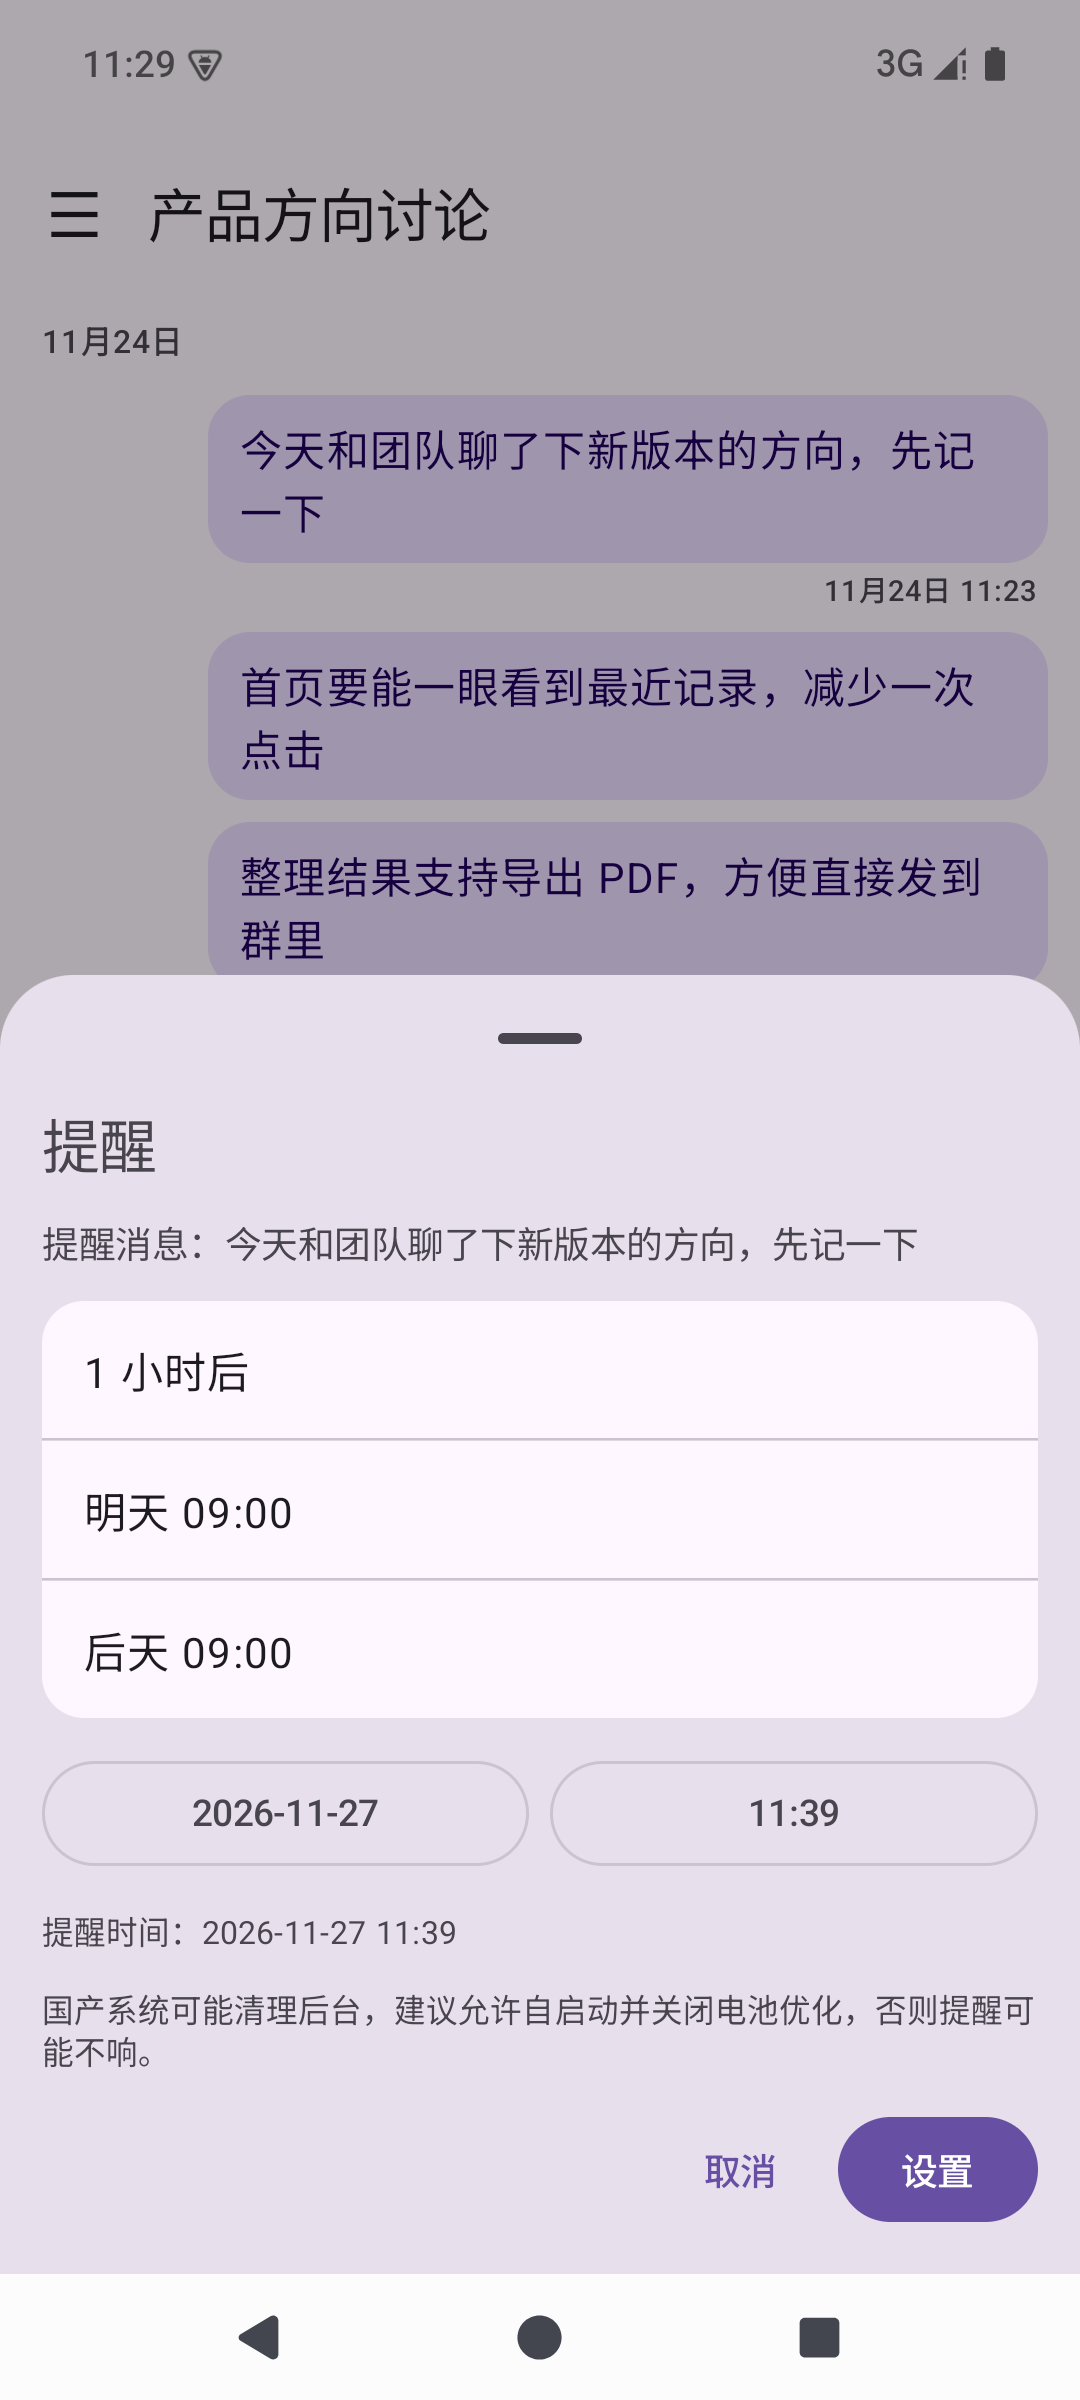 11:29
3G
产品方向讨论
11月24日
今天和团队聊了下新版本的方向，先记
一下
11月24日 11:23
首页要能一眼看到最近记录，减少一次
点击
整理结果支持导出 PDF，方便直接发到
群里
提醒
提醒消息：今天和团队聊了下新版本的方向，先记一下
1 小时后
明天 09:00
后天 09:00
2026-11-27
11:39
提醒时间：2026-11-27 11:39
国产系统可能清理后台，建议允许自启动并关闭电池优化，否则提醒可
能不响。
取消
设置